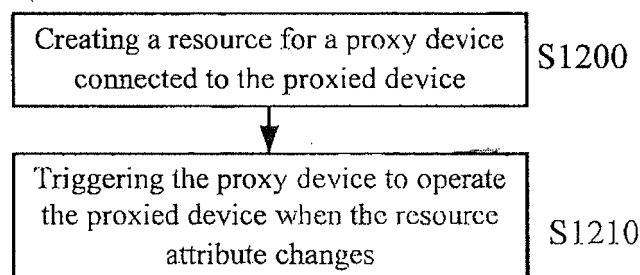 Creating a resource for a proxy device
connected to the proxied device
S1200
Triggering the proxy device to operate
the proxied device when the resource
attribute changes
S1210